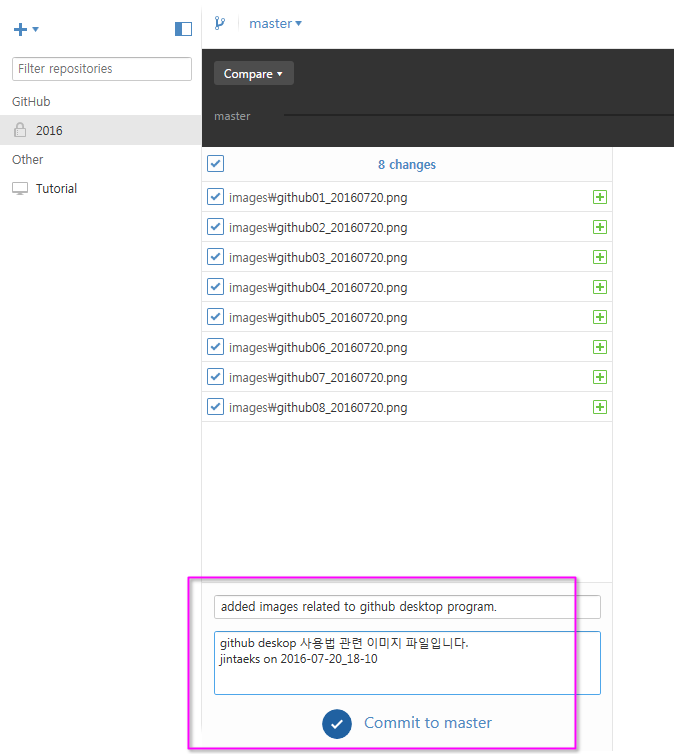 master
Filter repositories
GitHub
2016
Other
Tutorial
Compare
master
8 changes
images₩github01_20160720.png
images₩github02_20160720.png
images₩github03_20160720.png
images₩github04_20160720.png
images₩github05_20160720.png
images₩github06_20160720.png
images₩github07_20160720.png
images₩github08_20160720.png
added images related to github desktop program.
github deskop 사용법 관련 이미지 파일입니다.
jintaeks on 2016-07-20_18-10
Commit to master